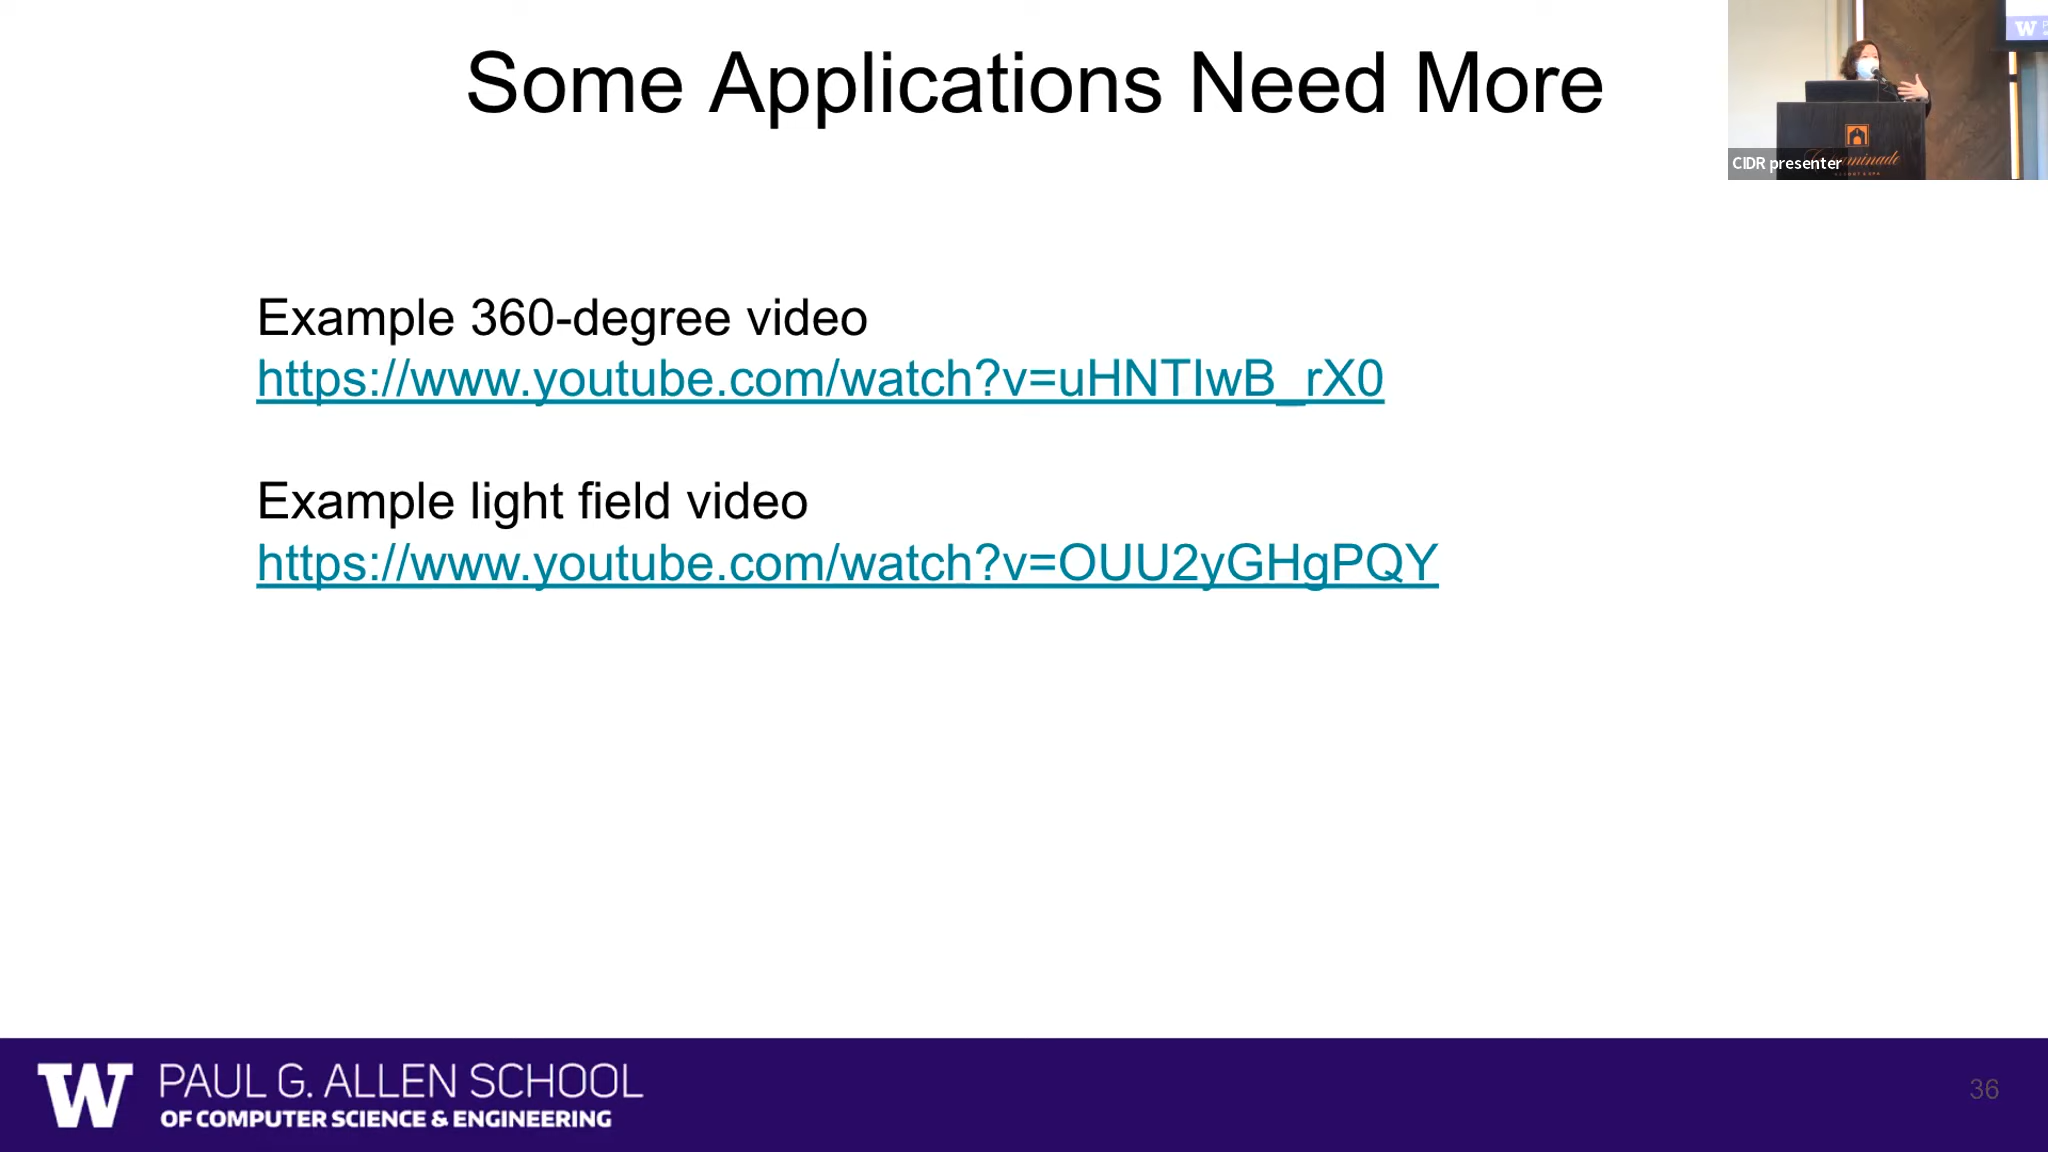 Some Applications Need More
CIDR presenter
Example 360-degree video
https://www.youtube.com/watch?v=uHNTIwB_rX0
Example light field video
https://www.youtube.com/watch?v=OUU2yGHgPQY
W PAUL G. ALLEN SCHOOL
OF COMPUTER SCIENCE & ENGINEERING
36